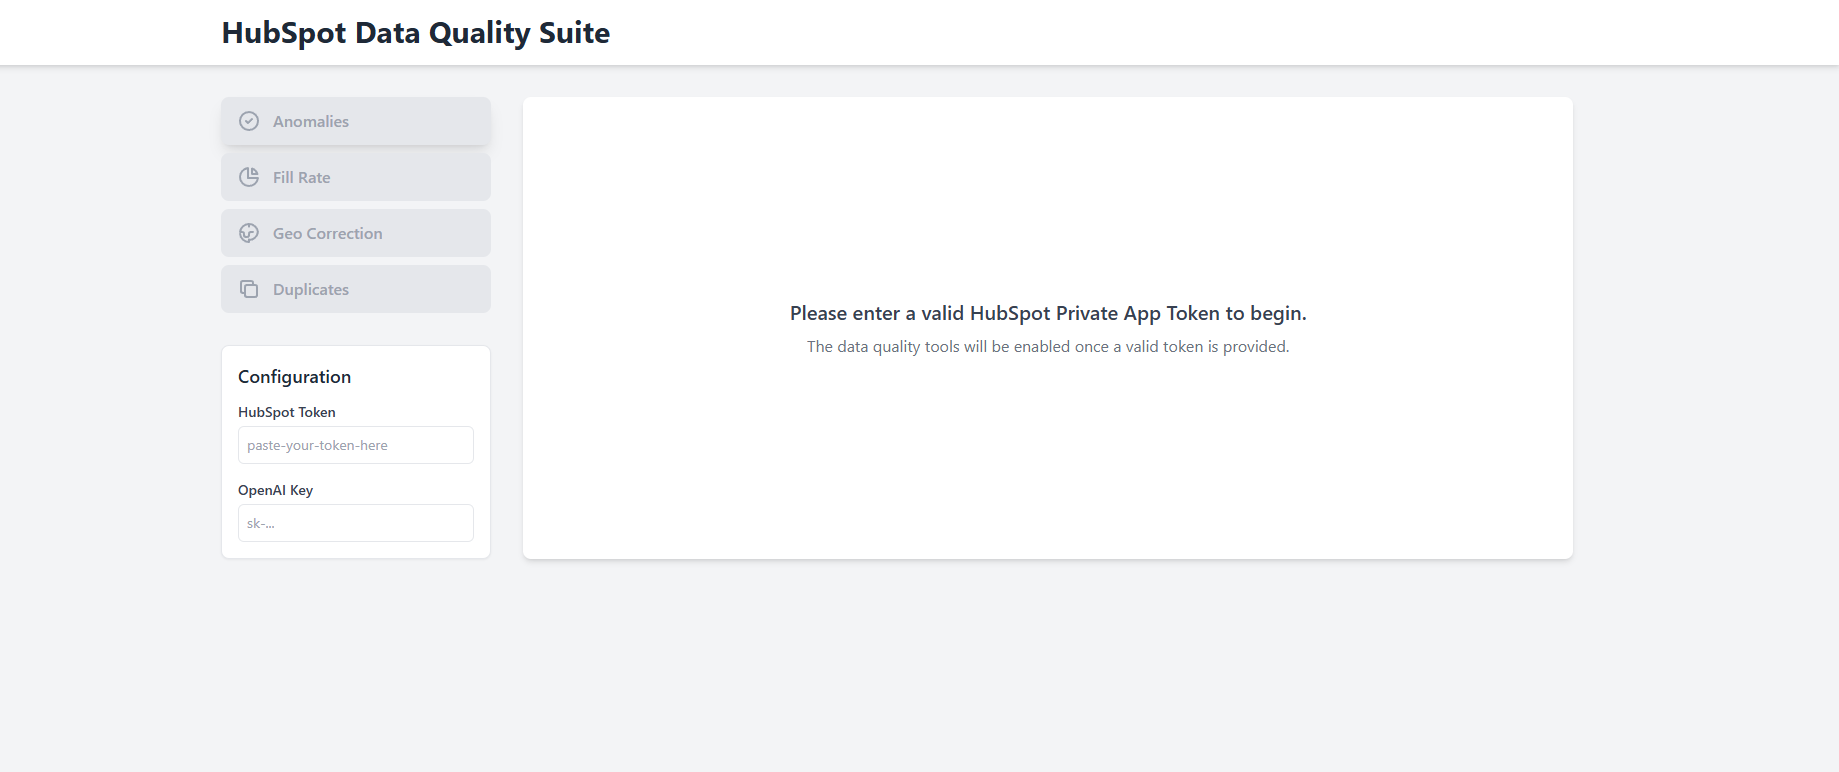 HubSpot Data Quality Suite
Anomalies
Fill Rate
Geo Correction
Duplicates
Configuration
HubSpot Token
paste-your-token-here
OpenAI Key
sk-...
Please enter a valid HubSpot Private App Token to begin.
The data quality tools will be enabled once a valid token is provided.